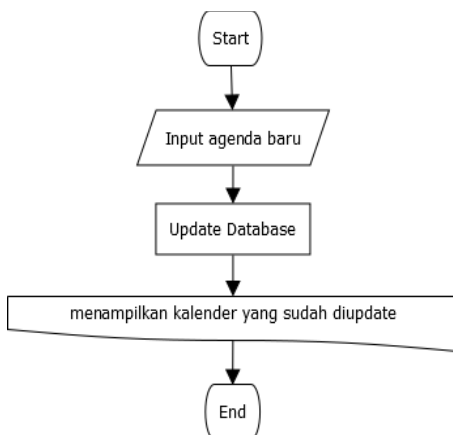 Start
Input agenda baru
Update Database
menampilkan kalender yang sudah diupdate
End